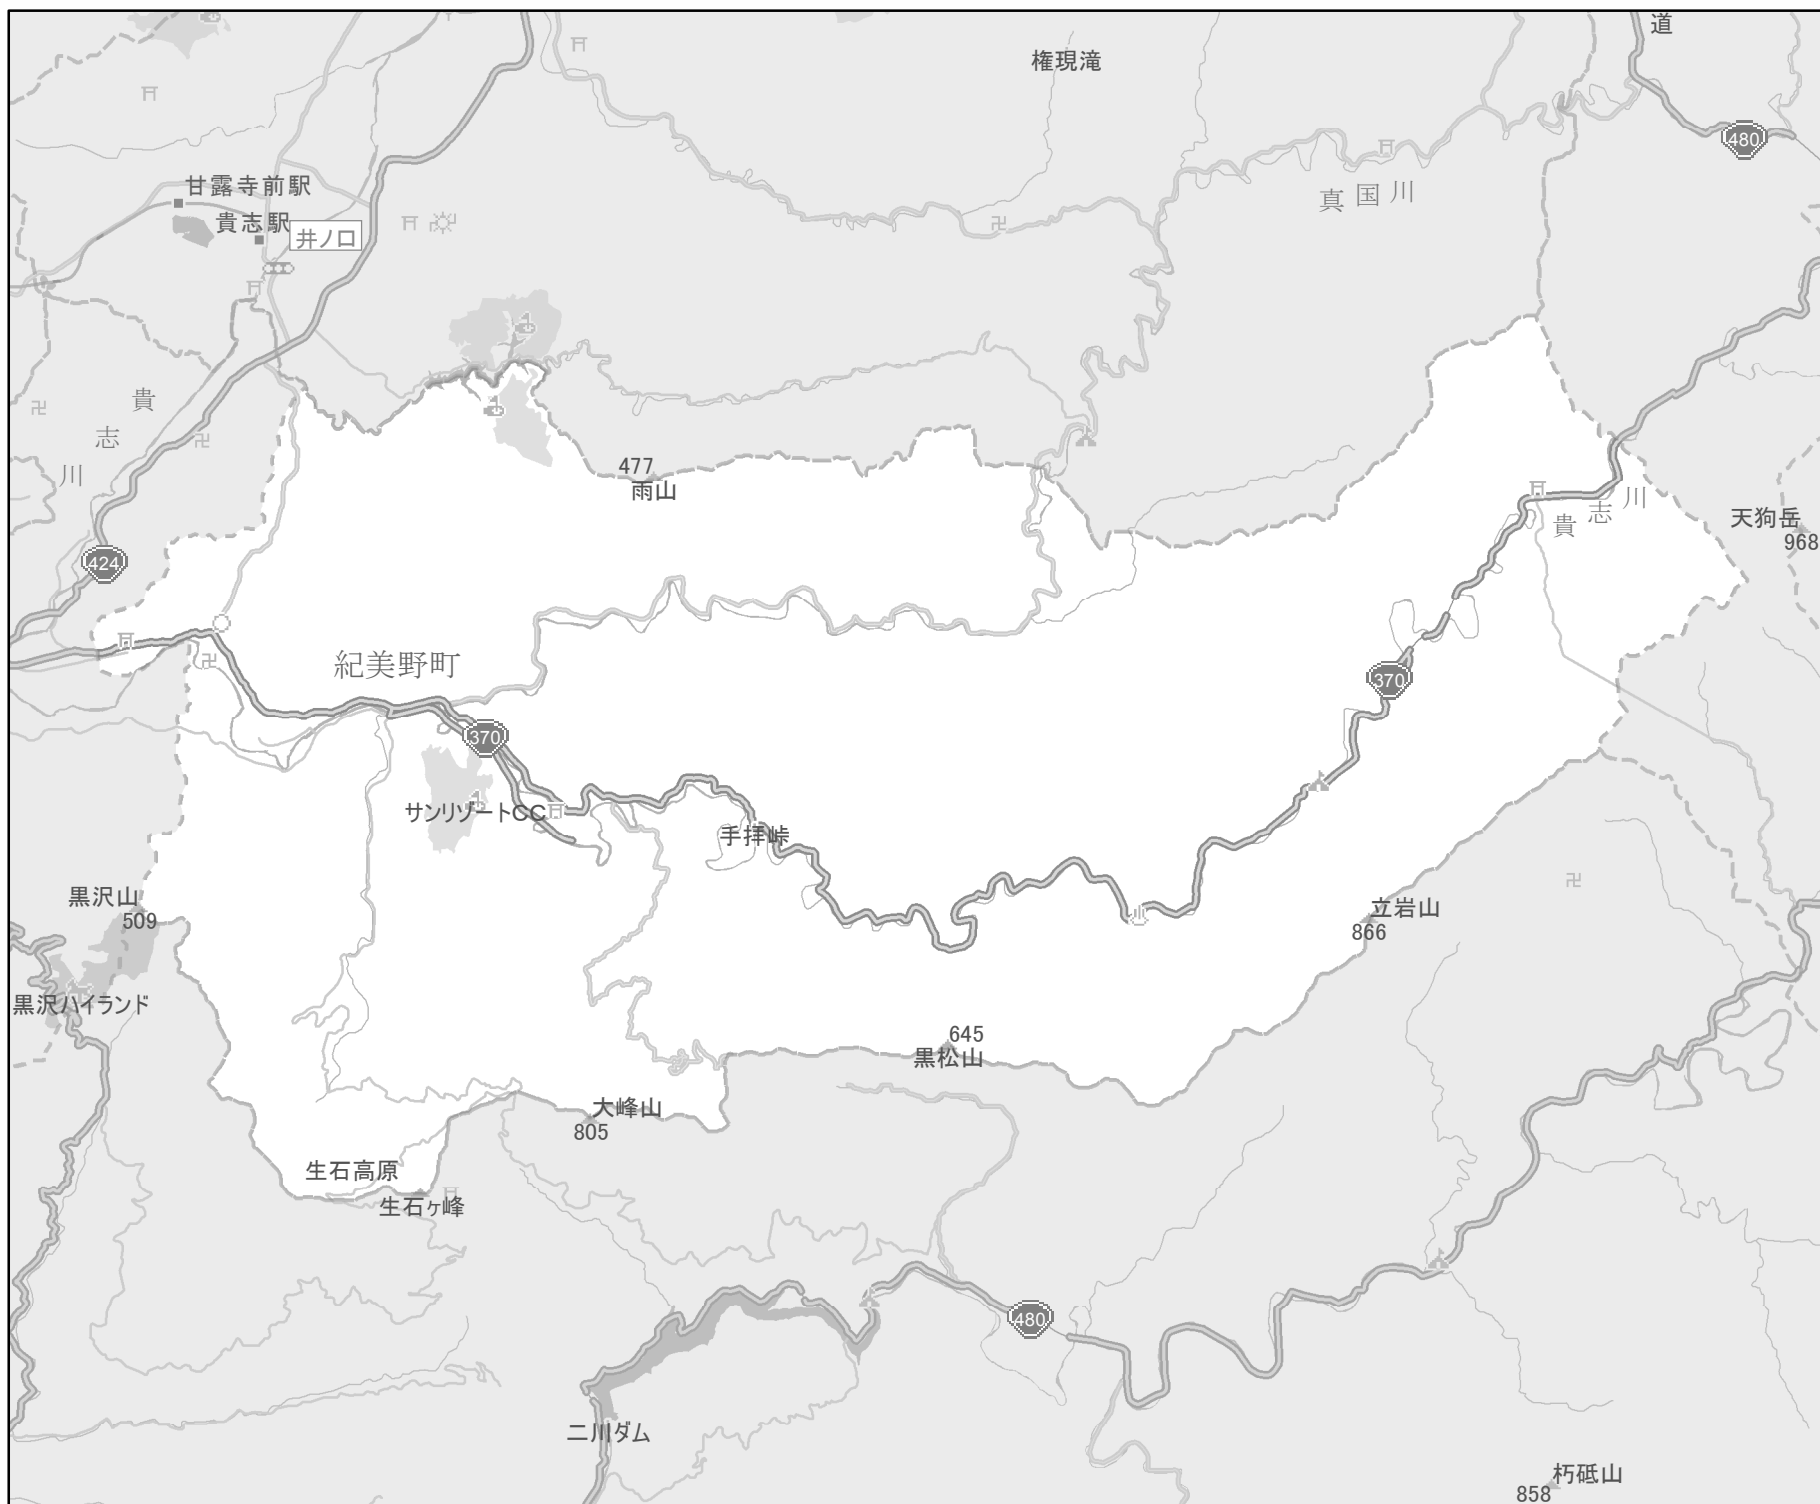 道
権現滝
480
甘露寺前駅
貴志駅
井ノ口
真国川
貴志川
477
雨山
貴志川
天狗岳
968
424
紀美野町
370
370
サンリゾートCC
手拝峠
黒沢山
509
立岩山
866
黒沢ハイランド
645
黒松山
大峰山
805
生石高原
生石ヶ峰
480
二川ダム
朽砥山
858